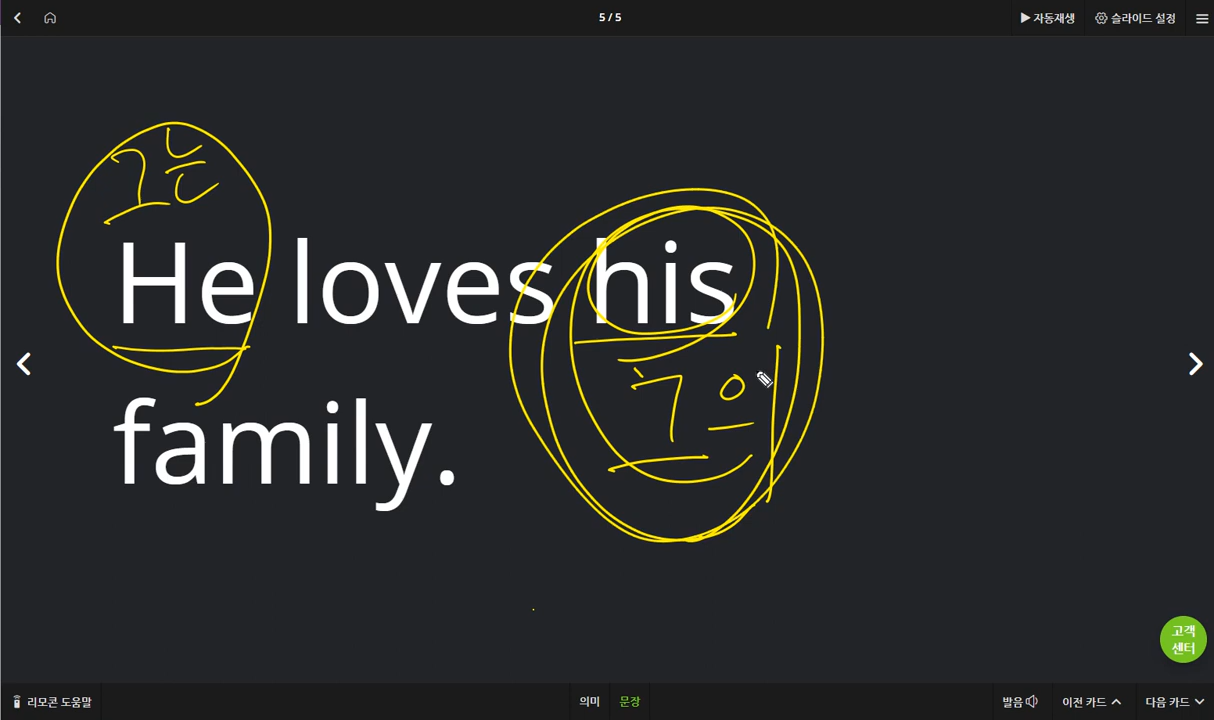 5 / 5
자동재생
슬라이드 설정
그는
He loves his
그의
family.
고객
센터
리모콘 도움말
의미
문장
발음
이전 카드
다음 카드